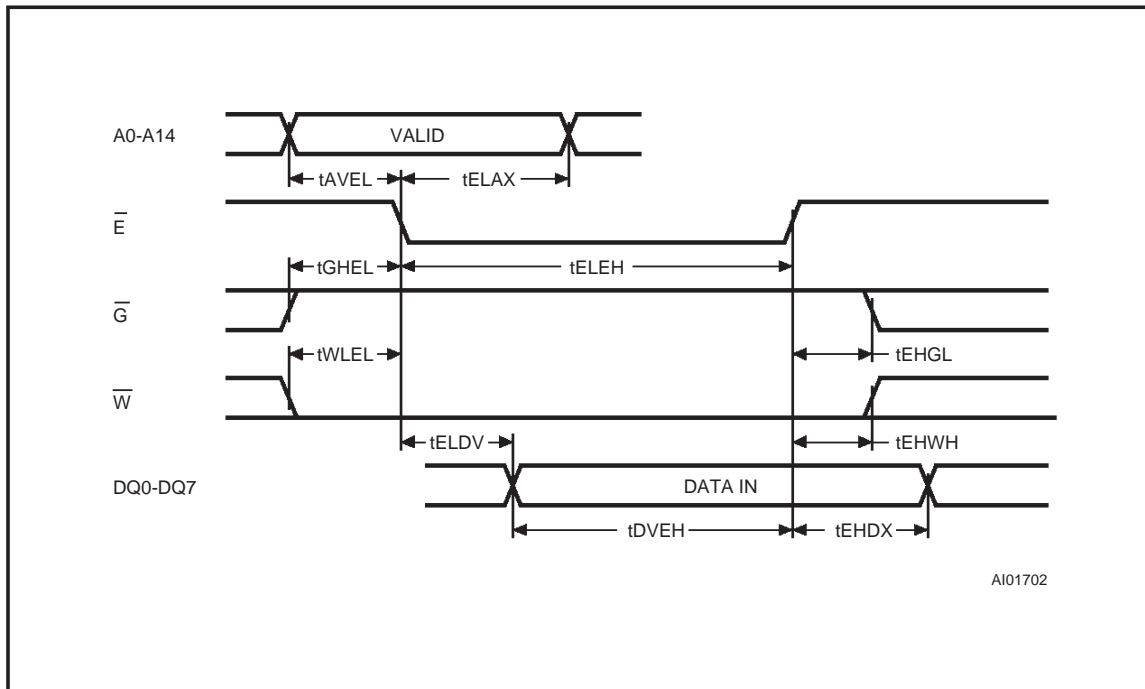 A0-A14
VALID
tAVEL
tELAX
E̅
tGHEL
tELEH
G̅
tWLEL
tEHGL
W̅
tELDV
tEHWH
DQ0-DQ7
DATA IN
tDVEH
tEHDX
AI01702